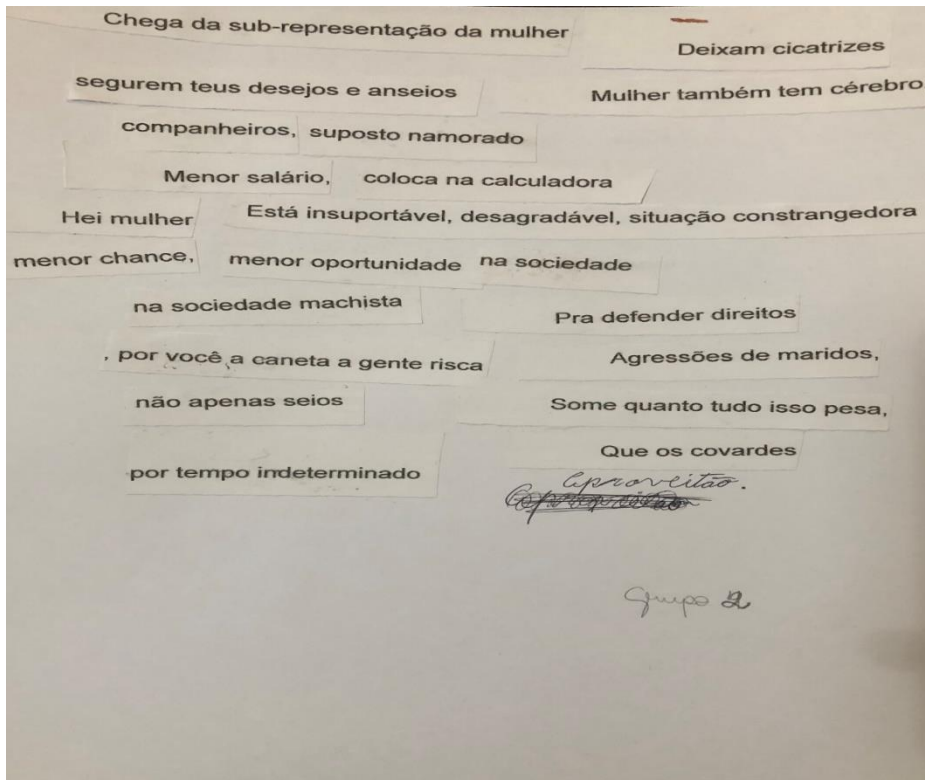 Chega da sub-representação da mulher
Deixam cicatrizes
segurem teus desejos e anseios
Mulher também tem cérebro
companheiros, suposto namorado
Menor salário, coloca na calculadora
Hei mulher Está insuportável, desagradável, situação constrangedora
menor chance, menor oportunidade na sociedade
na sociedade machista
Pra defender direitos
, por você a caneta a gente risca
Agressões de maridos,
não apenas seios
Some quanto tudo isso pesa,
Que os covardes
por tempo indeterminado
aproveitão.
Grupo 2